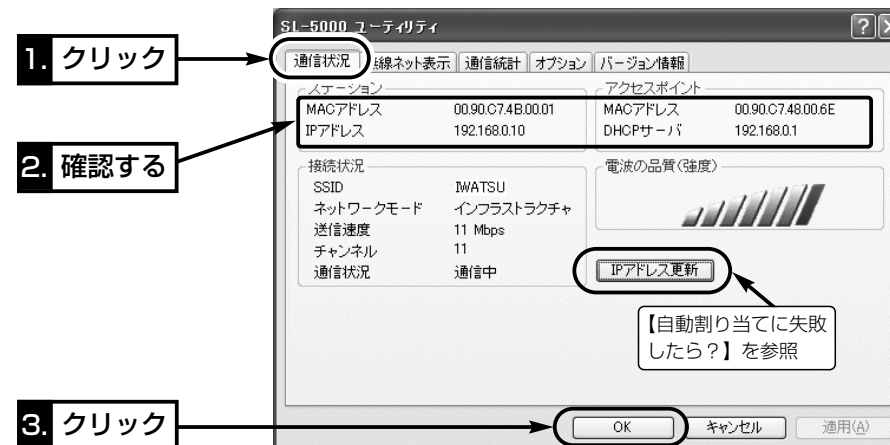 SL-5000 ユーティリティ
1. クリック
通信状況 線ネット表示 通信統計 オプション バージョン情報
ステーション
MACアドレス 00.90.C7.4B.00.01
IPアドレス 192.168.0.10
アクセスポイント
MACアドレス 00.90.C7.48.00.6E
DHCPサーバ 192.168.0.1
2. 確認する
接続状況
SSID IWATSU
ネットワークモード インフラストラクチャ
送信速度 11 Mbps
チャンネル 11
通信状況 通信中
電波の品質(強度)
IPアドレス更新
【自動割り当てに失敗
したら？】を参照
3. クリック
OK キャンセル 適用(A)